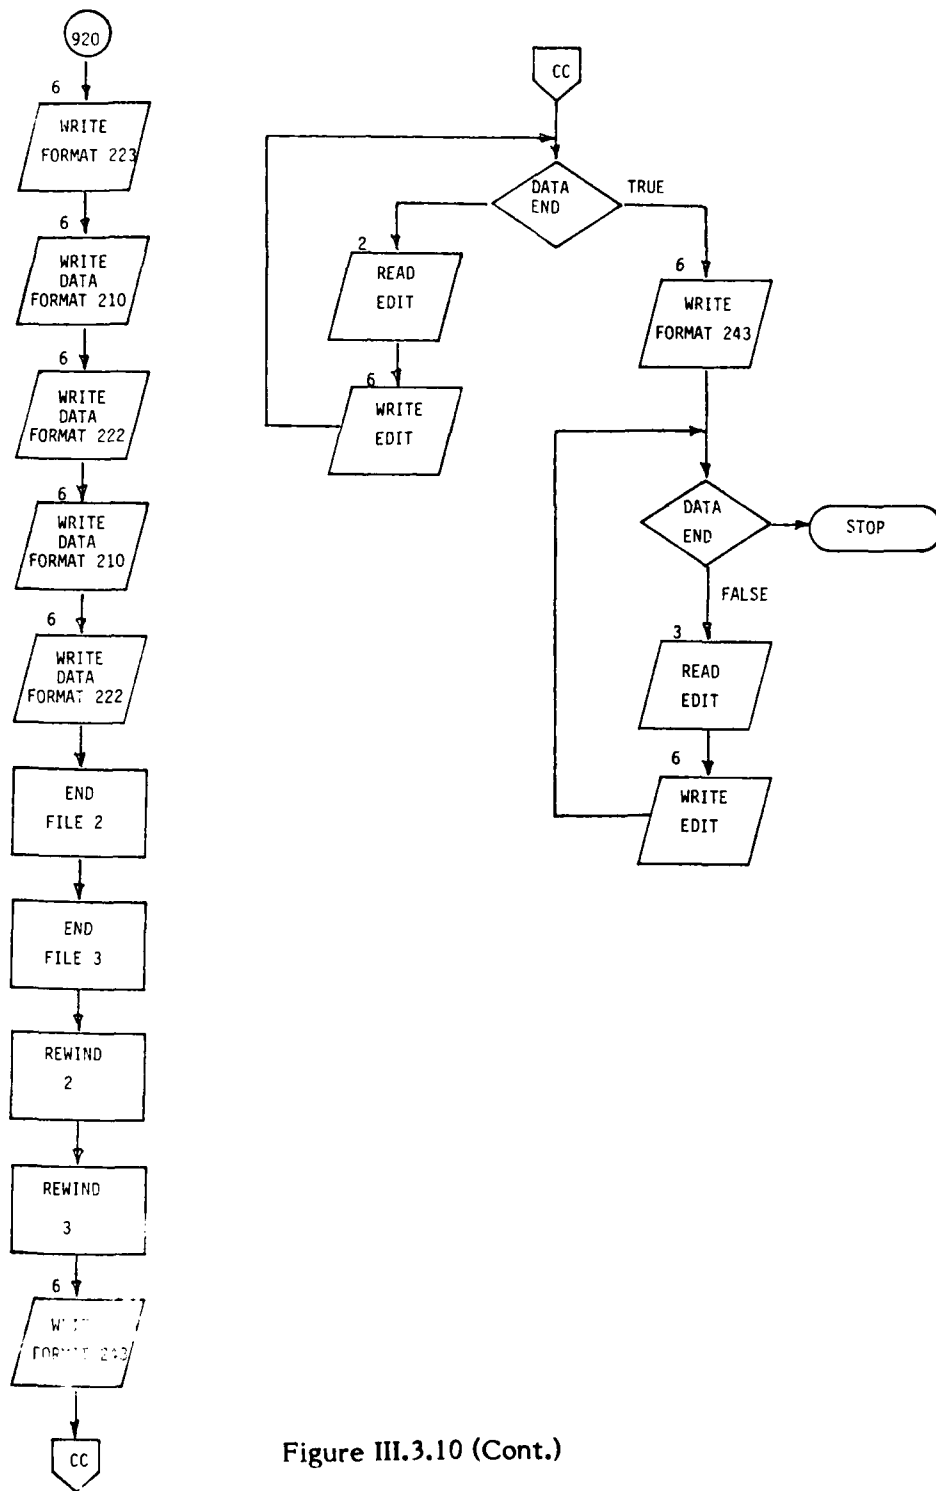 920
6
WRITE
FORMAT 223
6
WRITE
DATA
FORMAT 210
6
WRITE
DATA
FORMAT 222
6
WRITE
DATA
FORMAT 210
6
WRITE
DATA
FORMAT 222
END
FILE 2
END
FILE 3
REWIND
2
REWIND
3
6
CC
CC
DATA
END
TRUE
2
READ
EDIT
6
WRITE
EDIT
6
WRITE
FORMAT 243
DATA
END
STOP
FALSE
3
READ
EDIT
6
WRITE
EDIT
Figure III.3.10 (Cont.)